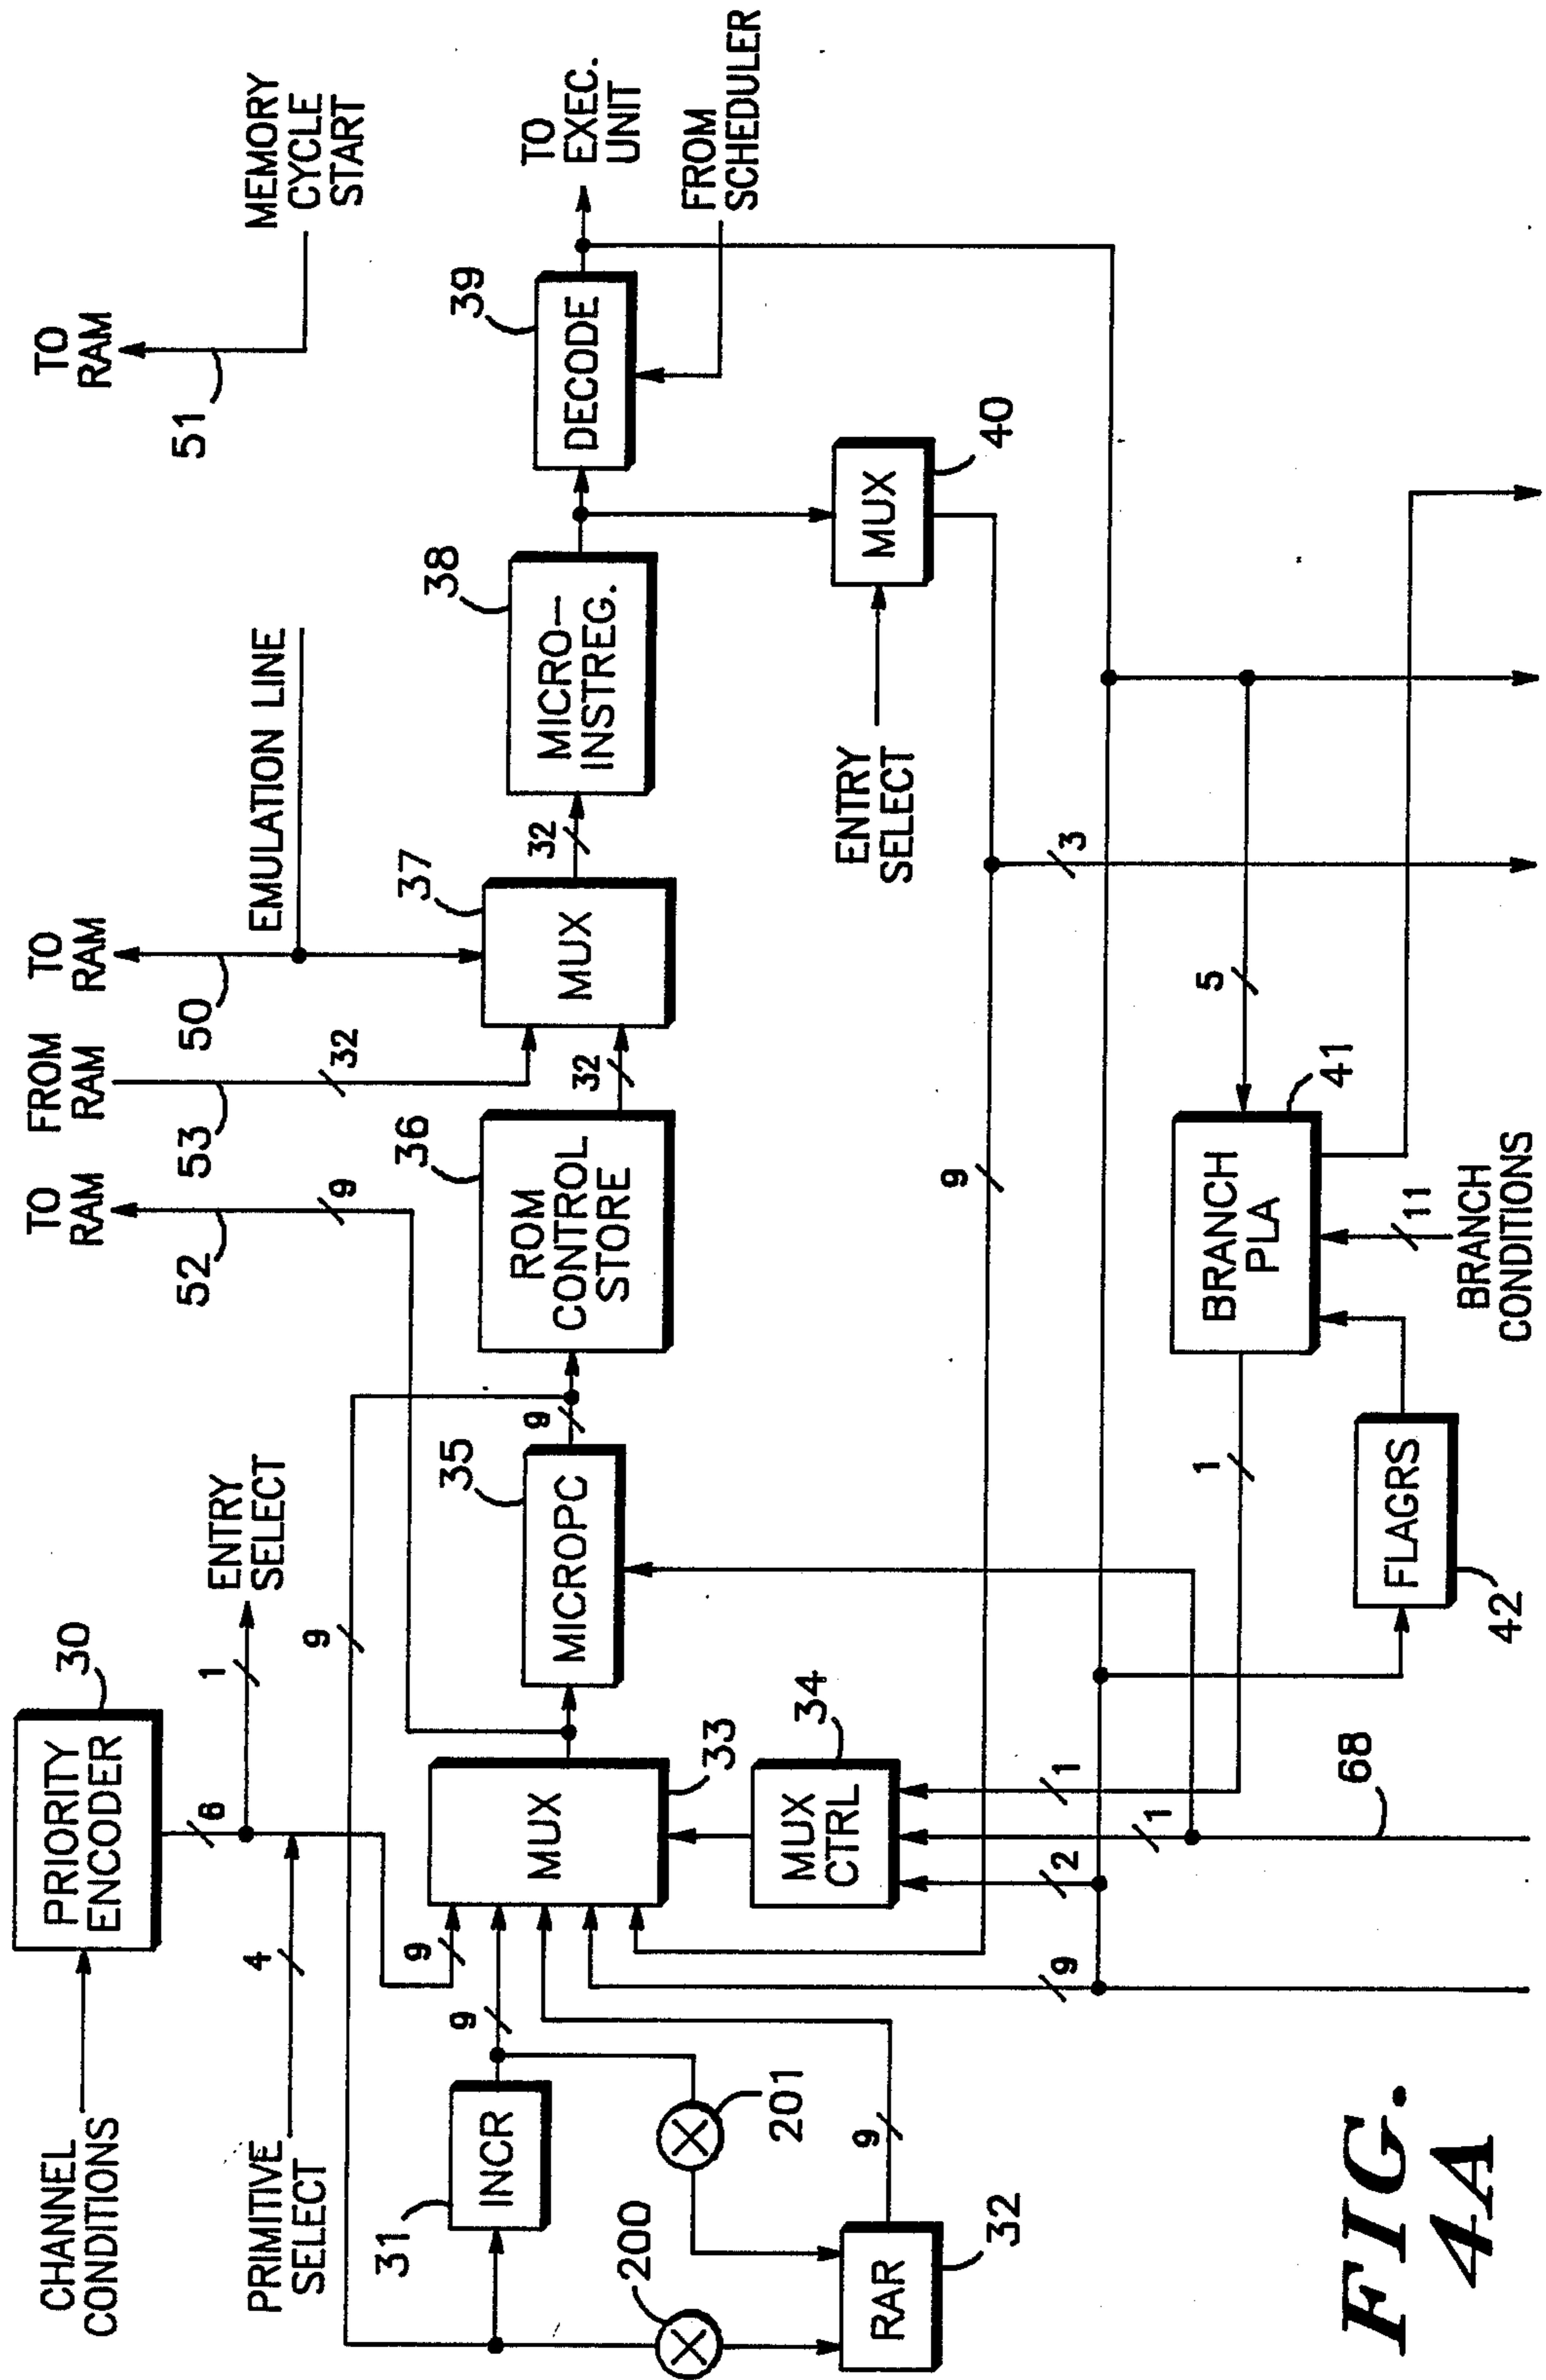 CHANNEL
CONDITIONS
PRIORITY
ENCODER
30
6
1
ENTRY
SELECT
PRIMITIVE
SELECT
4
9
TO
RAM
52
9
FROM
RAM
53
32
TO
RAM
50
EMULATION LINE
TO
RAM
51
MEMORY
CYCLE
START
9
31
INCR
9
MUX
33
MICROPC
35
9
ROM
CONTROL
STORE
36
32
MUX
37
32
MICRO–
INSTREG.
38
DECODE
39
TO
EXEC.
UNIT
FROM
SCHEDULER
200
201
RAR
32
9
MUX
CTRL
34
9
2
1
1
68
ENTRY
SELECT
MUX
40
9
3
1
FLAGRS
42
BRANCH
PLA
41
5
11
BRANCH
CONDITIONS
FIG.
4A